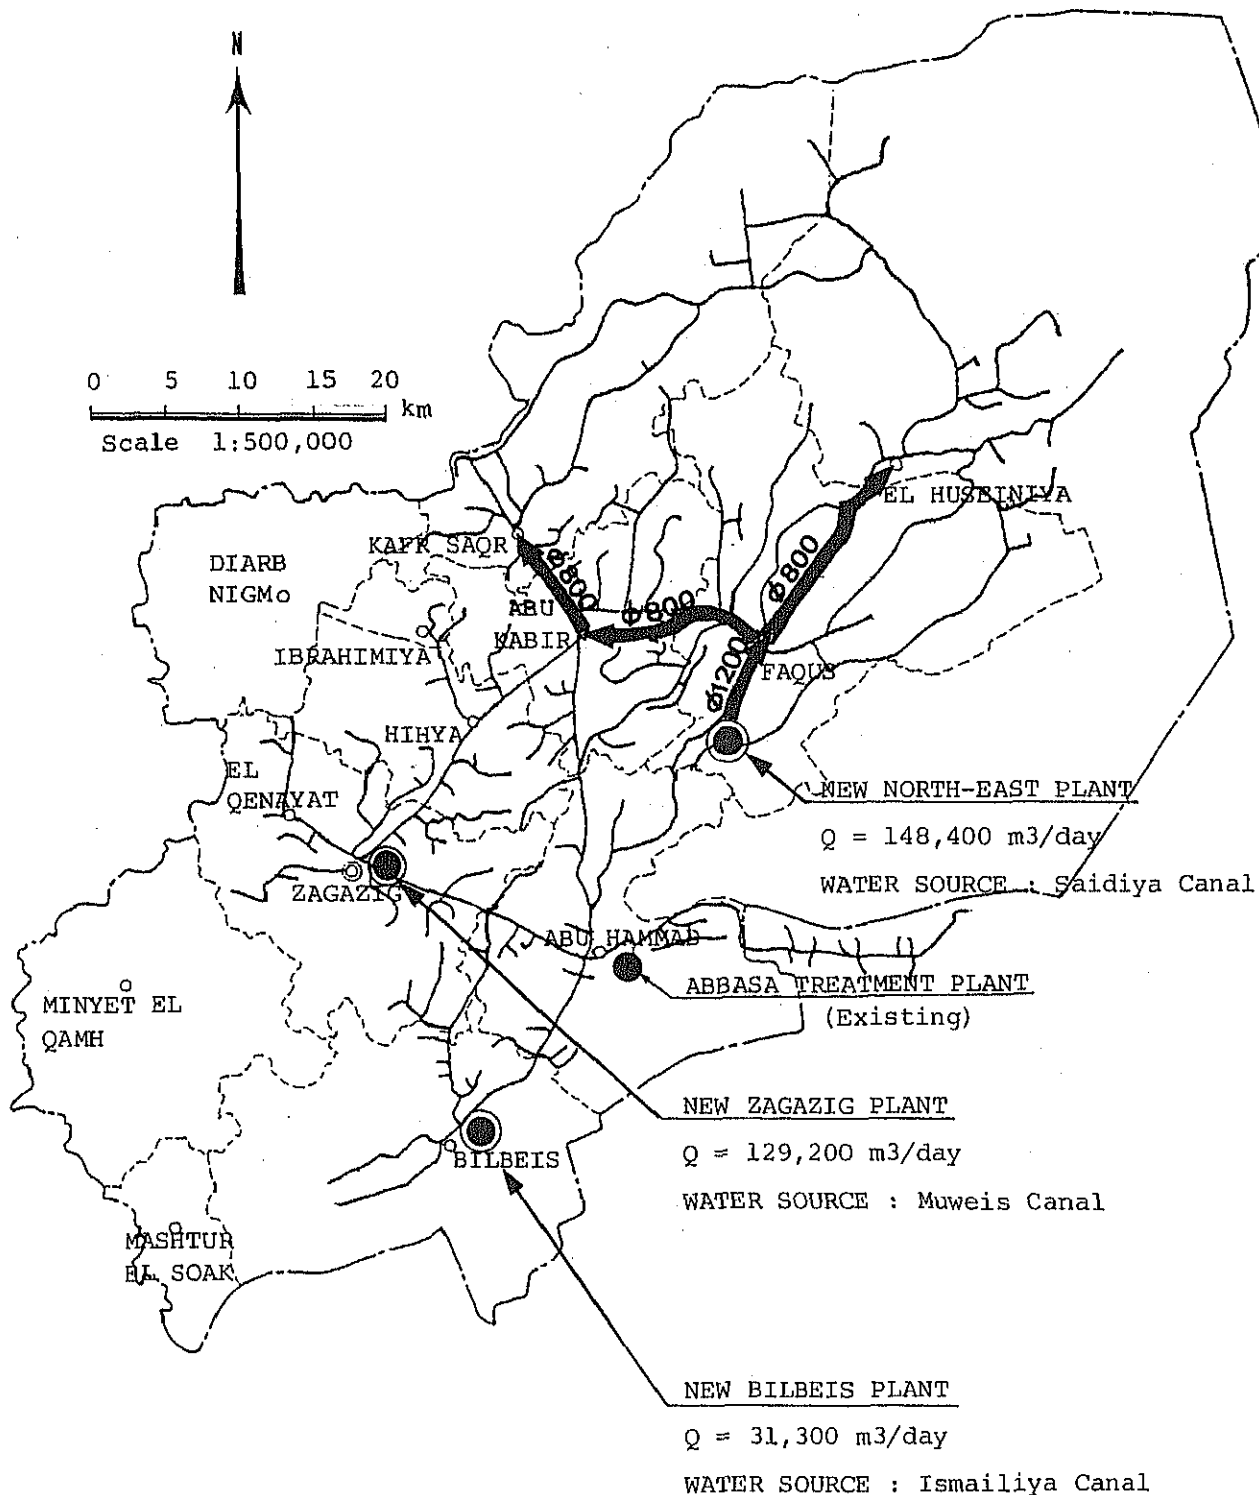 N
0 5 10 15 20
km
Scale 1:500,000
EL HUSEINIYA
KAFR SAQR
ϕ800
ϕ800
DIARB
NIGM
ABU
KABIR
ϕ800
IBRAHIMIYA
ϕ1200
FAQUS
HIHYA
EL
QENAYAT
NEW NORTH-EAST PLANT
Q = 148,400 m3/day
WATER SOURCE : Saidiya Canal
ZAGAZIG
ABU HAMMAD
ABBASA TREATMENT PLANT
(Existing)
MINYET EL
QAMH
NEW ZAGAZIG PLANT
Q = 129,200 m3/day
WATER SOURCE : Muweis Canal
BILBEIS
MASHTUR
EL SOAK
NEW BILBEIS PLANT
Q = 31,300 m3/day
WATER SOURCE : Ismailiya Canal